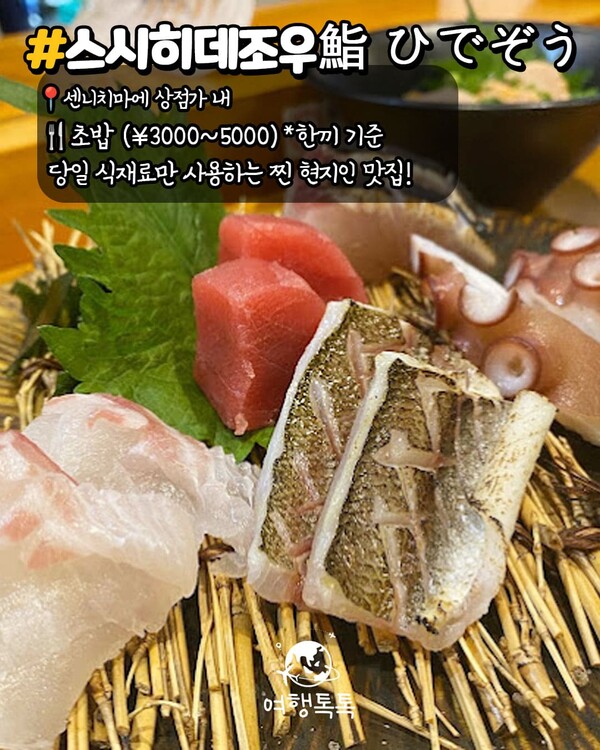 #스시히데조우鮨 ひでぞう
📍센니치마에 상점가 내
🍴초밥 (¥3000~5000) *한끼 기준
당일 식재료만 사용하는 찐 현지인 맛집!
여행톡톡